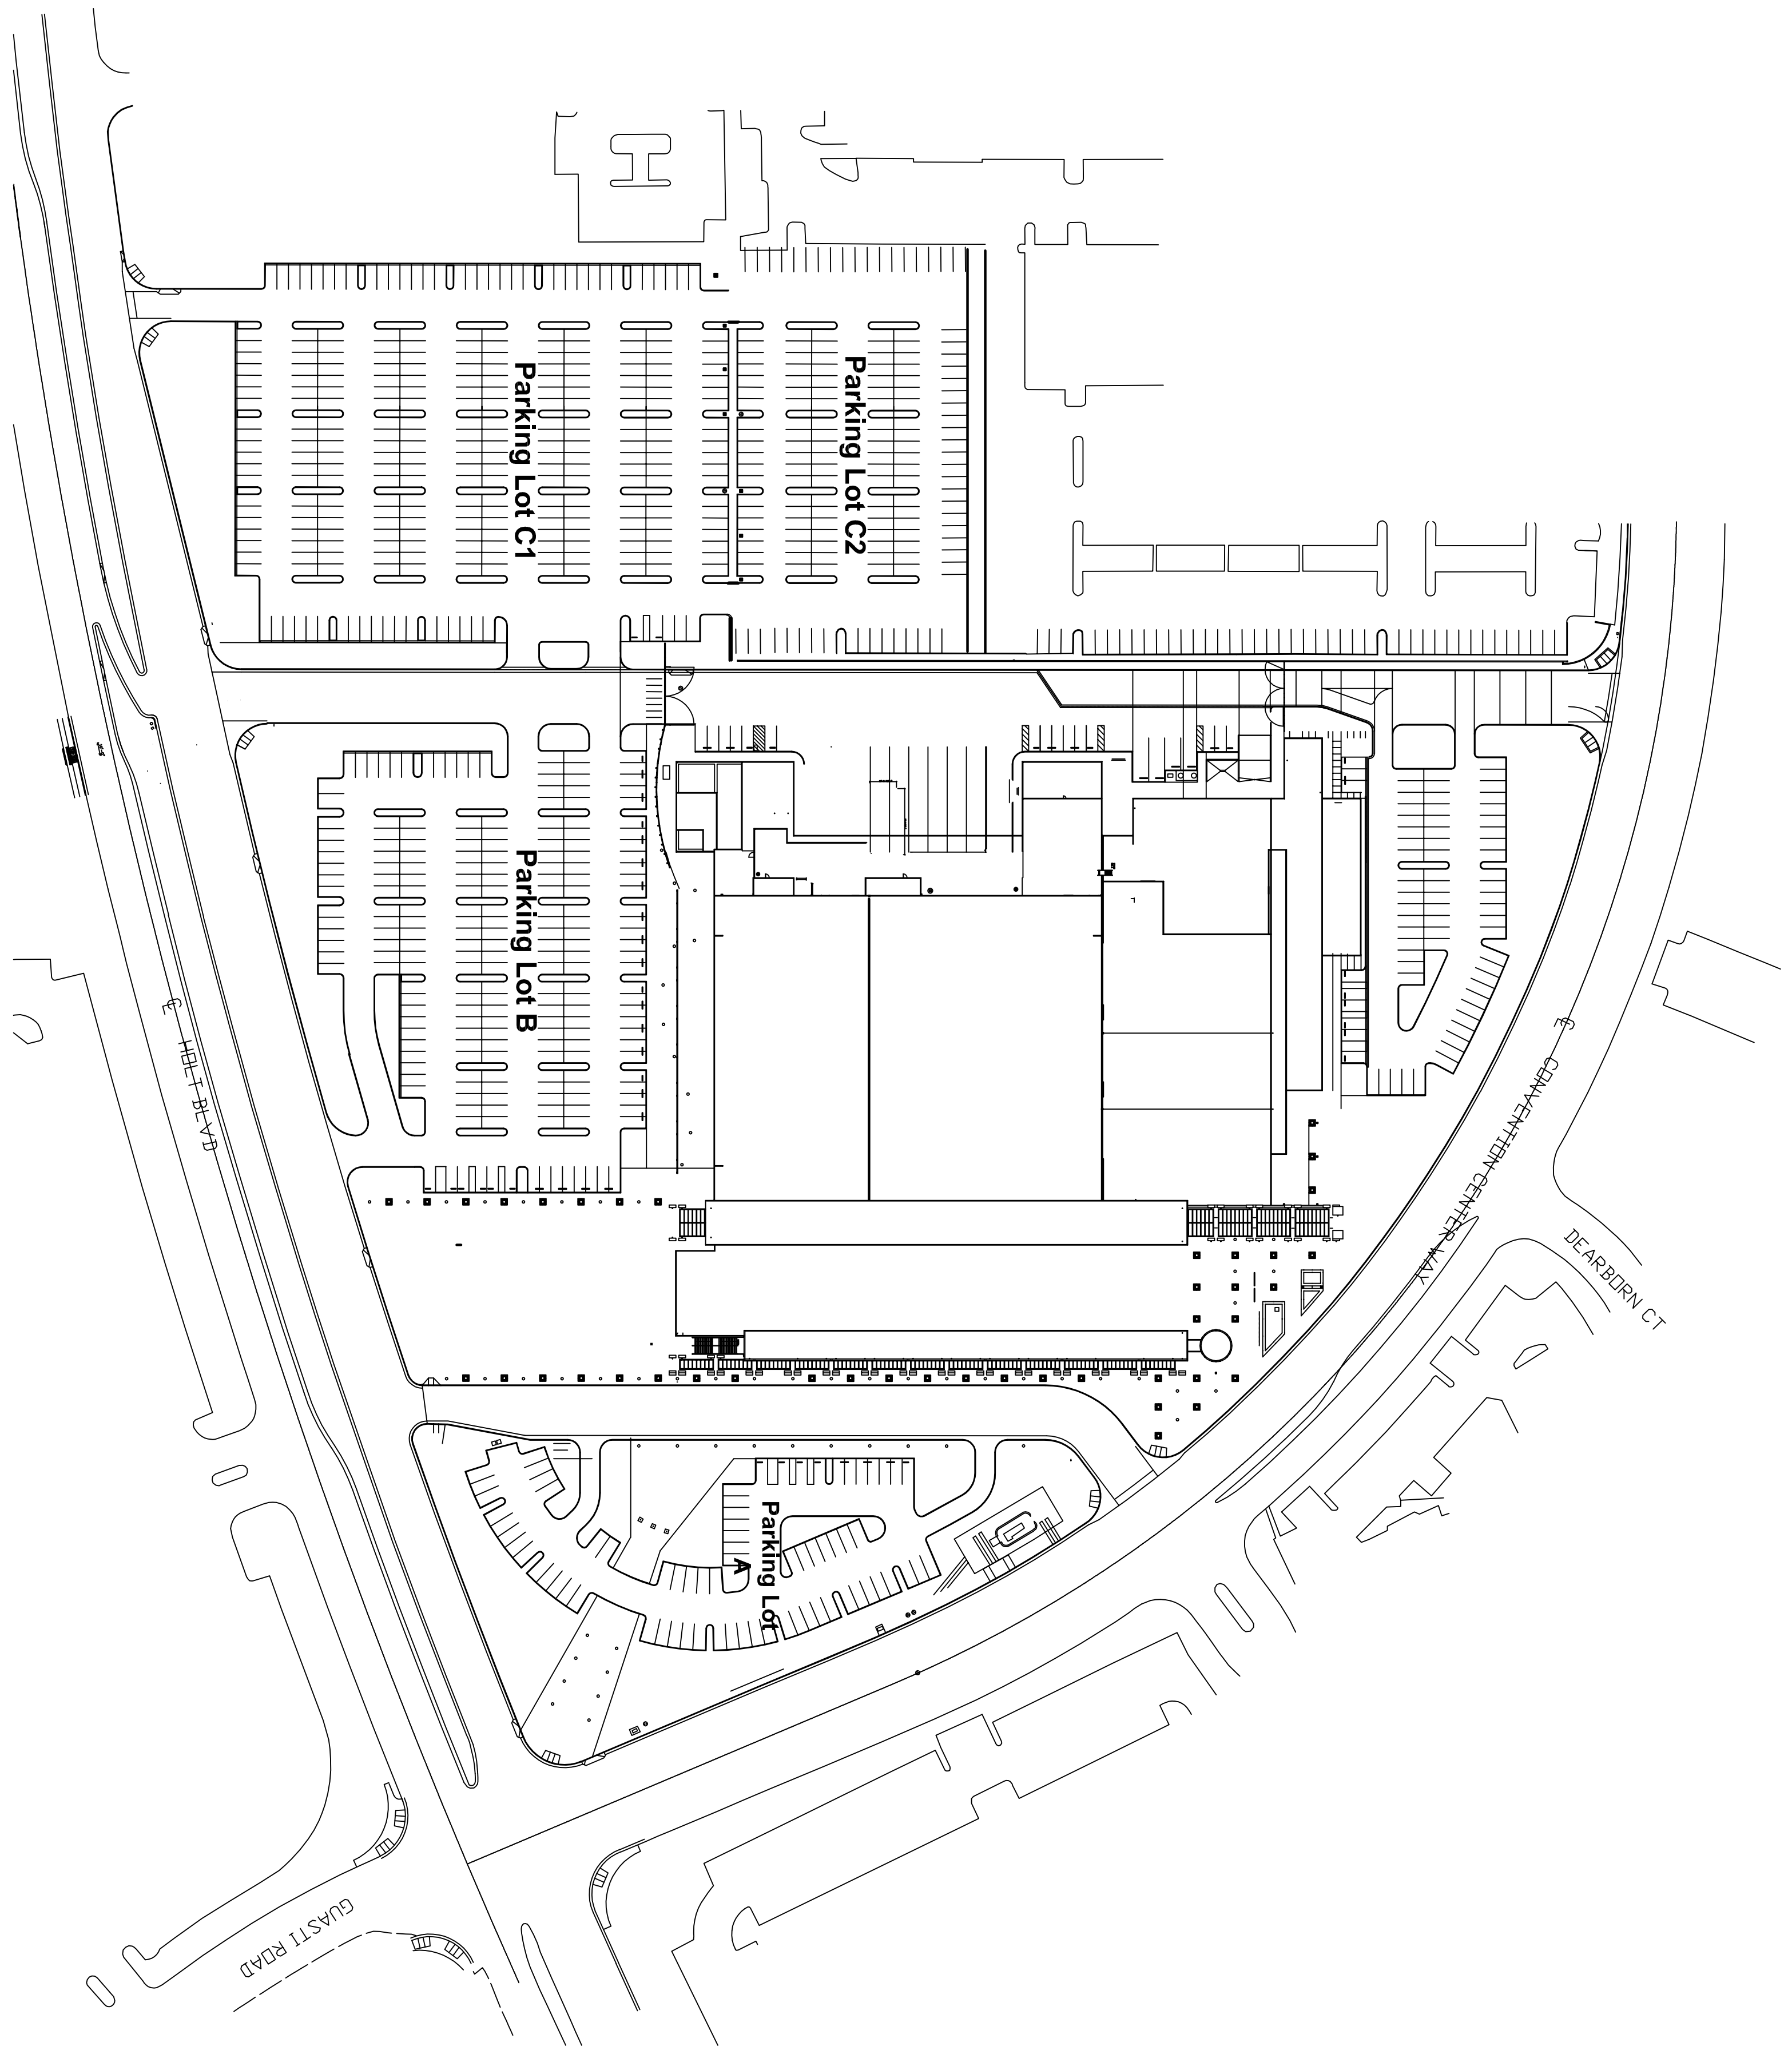 Parking Lot C1
Parking Lot C2
Parking Lot B
℄ HOLT BLVD
℄ CONVENTION CENTER WAY
DEARBORN CT
Parking Lot
A
GUASTI ROAD